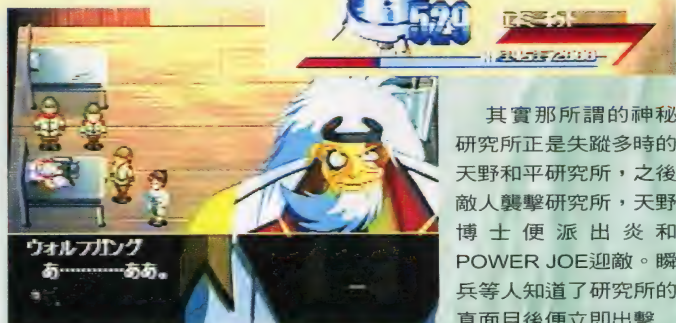 529
ウォルフガング
あ…………ああ。
其實那所謂的神秘
研究所正是失蹤多時的
天野和平研究所，之後
敵人襲擊研究所，天野
博士便派出炎和
POWER JOE迎敵。瞬
兵等人知道了研究所的
真面目後便立即出擊